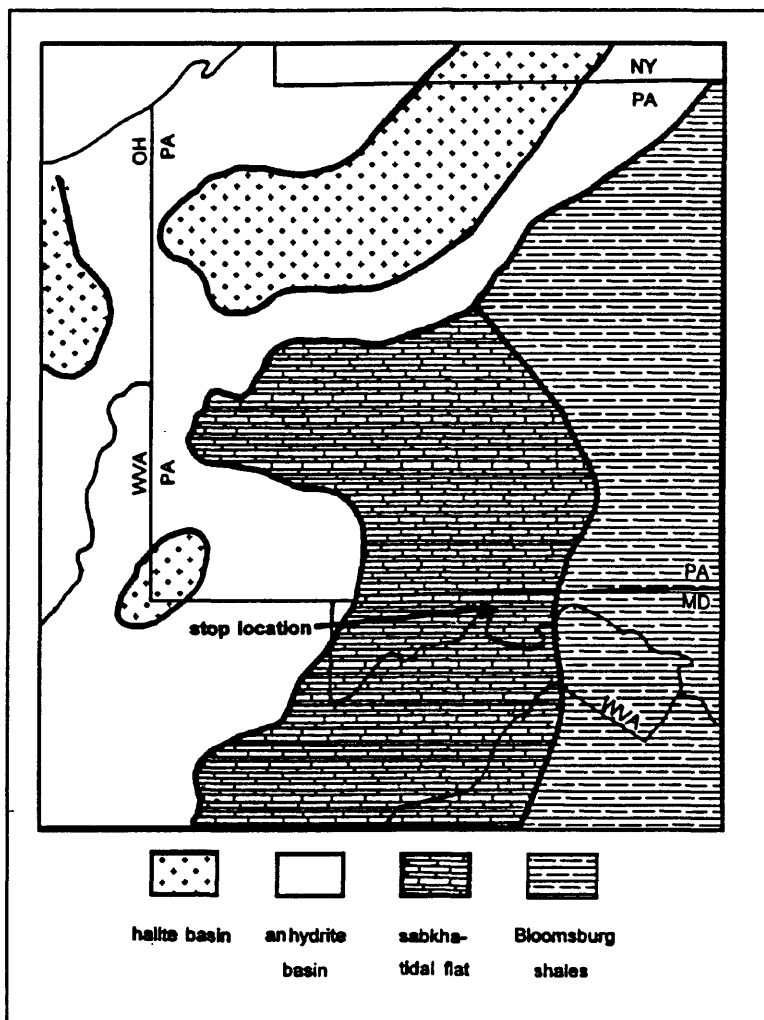 NY
PA
OH
PA
WVA
PA
PA
MD
stop location
WVA
halite basin
anhydrite
basin
sabkha-
tidal flat
Bloomsburg
shales